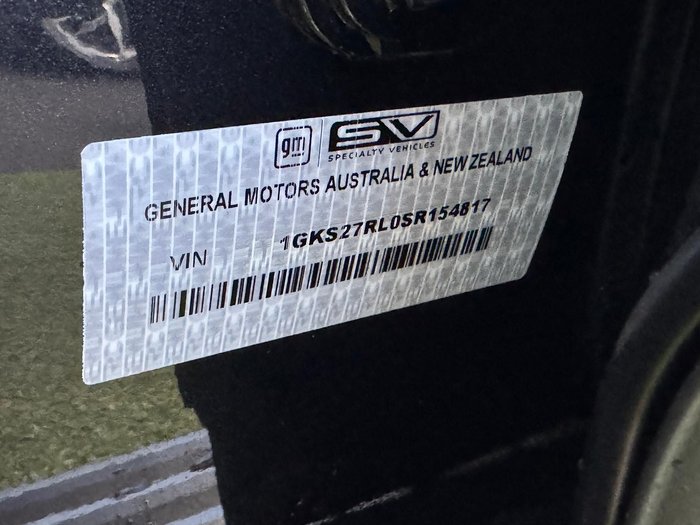 gm SV
SPECIALTY VEHICLES
GENERAL MOTORS AUSTRALIA & NEW ZEALAND
VIN 1GKS27RL0SR154817